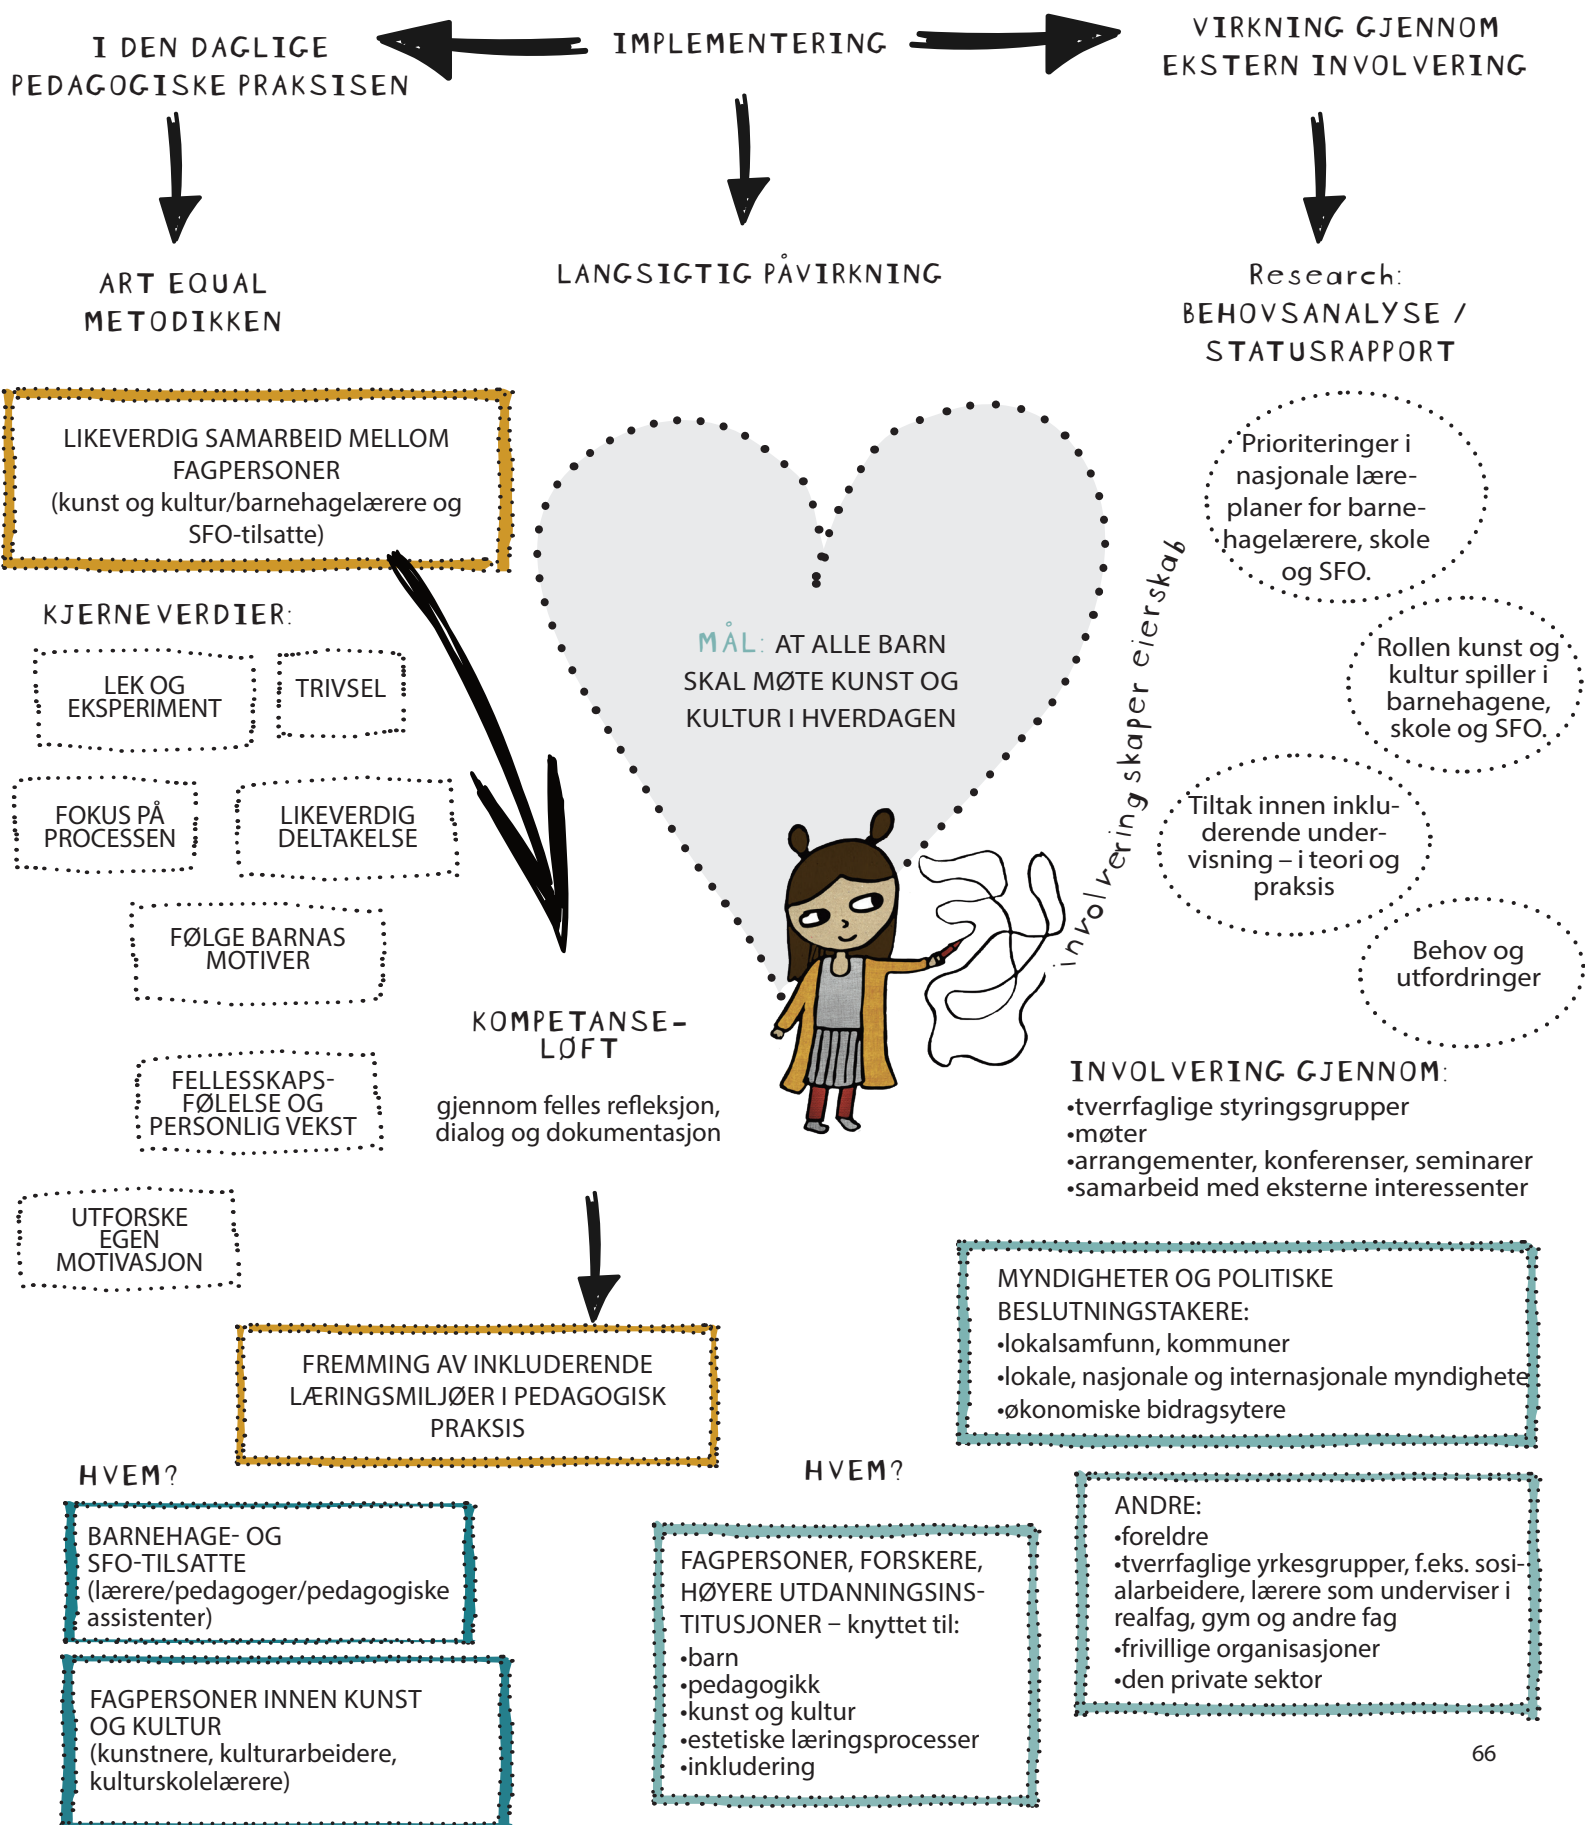 I DEN DAGLIGE
PEDAGOGISKE PRAKSISEN
IMPLEMENTERING
VIRKNING GJENNOM
EKSTERN INVOLVERING
ART EQUAL
METODIKKEN
LANGSIGTIG PÅVIRKNING
Research:
BEHOVSANALYSE /
STATUSRAPPORT
LIKEVERDIG SAMARBEID MELLOM
FAGPERSONER
(kunst og kultur/barnehagelærere og
SFO-tilsatte)
KJERNEVERDIER:
LEK OG
EKSPERIMENT
TRIVSEL
FOKUS PÅ
PROCESSEN
LIKEVERDIG
DELTAKELSE
FØLGE BARNAS
MOTIVER
FELLESSKAPS-
FØLELSE OG
PERSONLIG VEKST
UTFORSKE
EGEN
MOTIVASJON
MÅL: AT ALLE BARN
SKAL MØTE KUNST OG
KULTUR I HVERDAGEN
involvering skaper eierskab
Prioriteringer i
nasjonale lære-
planer for barne-
hagelærere, skole
og SFO.
Rollen kunst og
kultur spiller i
barnehagene,
skole og SFO.
Tiltak innen inklu-
derende under-
visning – i teori og
praksis
Behov og
utfordringer
KOMPETANSE-
LØFT
gjennom felles refleksjon,
dialog og dokumentasjon
INVOLVERING GJENNOM:
•tverrfaglige styringsgrupper
•møter
•arrangementer, konferenser, seminarer
•samarbeid med eksterne interessenter
FREMMING AV INKLUDERENDE
LÆRINGSMILJØER I PEDAGOGISK
PRAKSIS
MYNDIGHETER OG POLITISKE
BESLUTNINGSTAKERE:
•lokalsamfunn, kommuner
•lokale, nasjonale og internasjonale myndighete
•økonomiske bidragsytere
HVEM?
BARNEHAGE- OG
SFO-TILSATTE
(lærere/pedagoger/pedagogiske
assistenter)
FAGPERSONER INNEN KUNST
OG KULTUR
(kunstnere, kulturarbeidere,
kulturskolelærere)
HVEM?
FAGPERSONER, FORSKERE,
HØYERE UTDANNINGSINS-
TITUSJONER – knyttet til:
•barn
•pedagogikk
•kunst og kultur
•estetiske læringsprocesser
•inkludering
ANDRE:
•foreldre
•tverrfaglige yrkesgrupper, f.eks. sosi-
alarbeidere, lærere som underviser i
realfag, gym og andre fag
•frivillige organisasjoner
•den private sektor
66